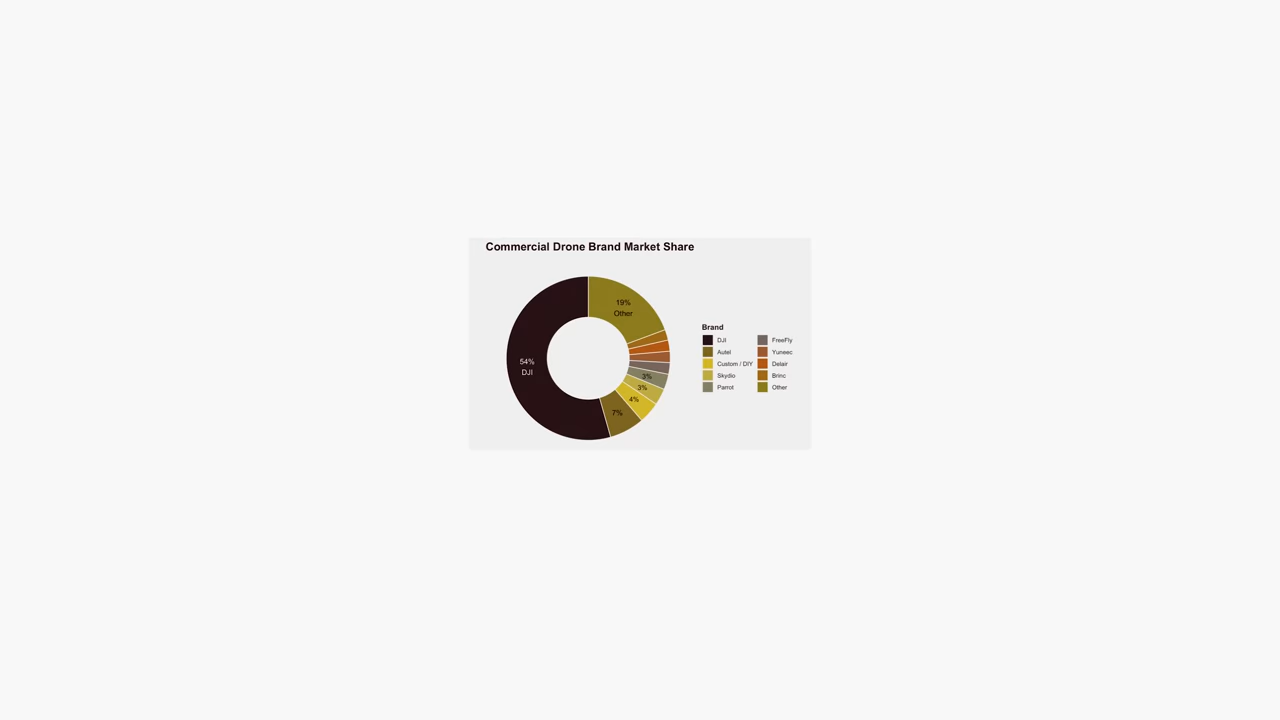 Commercial Drone Brand Market Share
19%
Other
54%
DJI
3%
3%
4%
7%
Brand
DJI
Autel
Custom / DIY
Skydio
Parrot
FreeFly
Yuneec
Delair
Brinc
Other